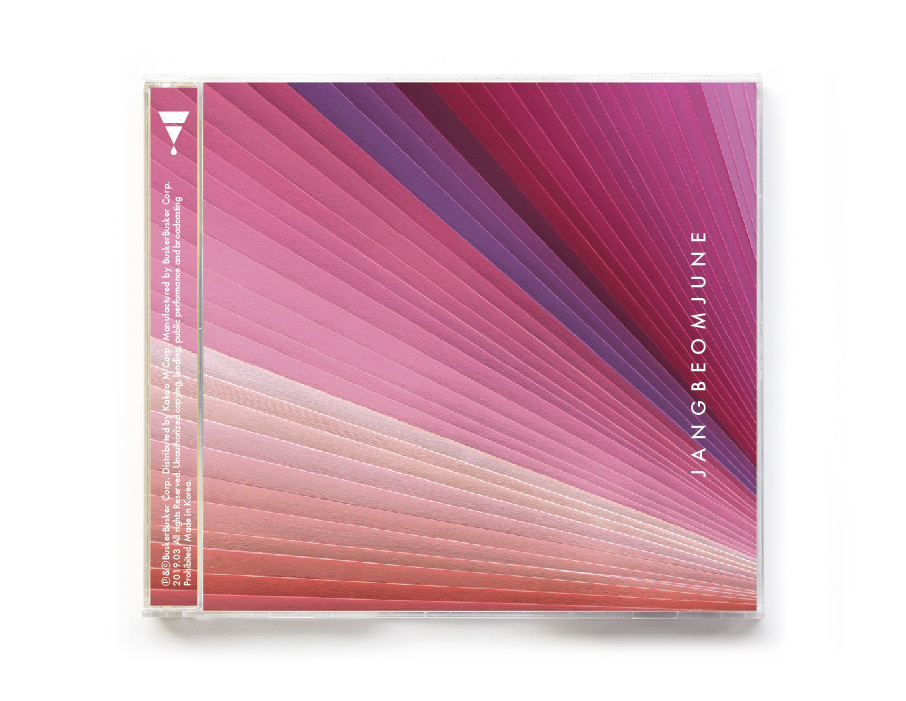 Ⓟ&©BuskerBusker Corp. Distributed by Kakao M Corp. Manufactured by BuskerBusker Corp.
2019.03 All rights Reserved. Unauthorized copying, lending, public performance and broadcasting
Prohibited. Made in Korea.
JANGBEOMJUNE